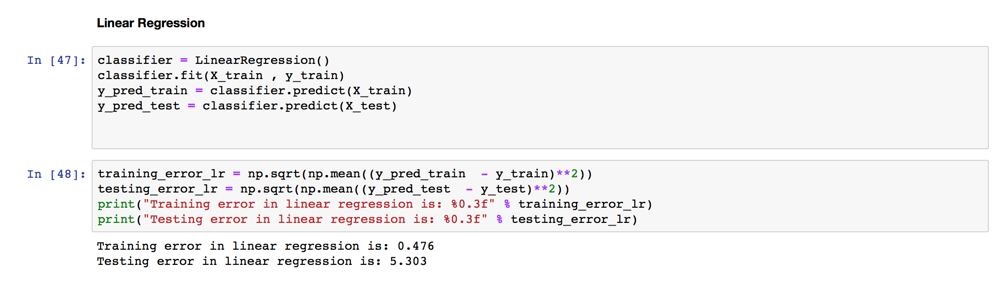 Linear Regression
In [47]:
classifier = LinearRegression()
classifier.fit(X_train , y_train)
y_pred_train = classifier.predict(X_train)
y_pred_test = classifier.predict(X_test)
In [48]:
training_error_lr = np.sqrt(np.mean((y_pred_train  - y_train)**2))
testing_error_lr = np.sqrt(np.mean((y_pred_test  - y_test)**2))
print("Training error in linear regression is: %0.3f" % training_error_lr)
print("Testing error in linear regression is: %0.3f" % testing_error_lr)
Training error in linear regression is: 0.476
Testing error in linear regression is: 5.303